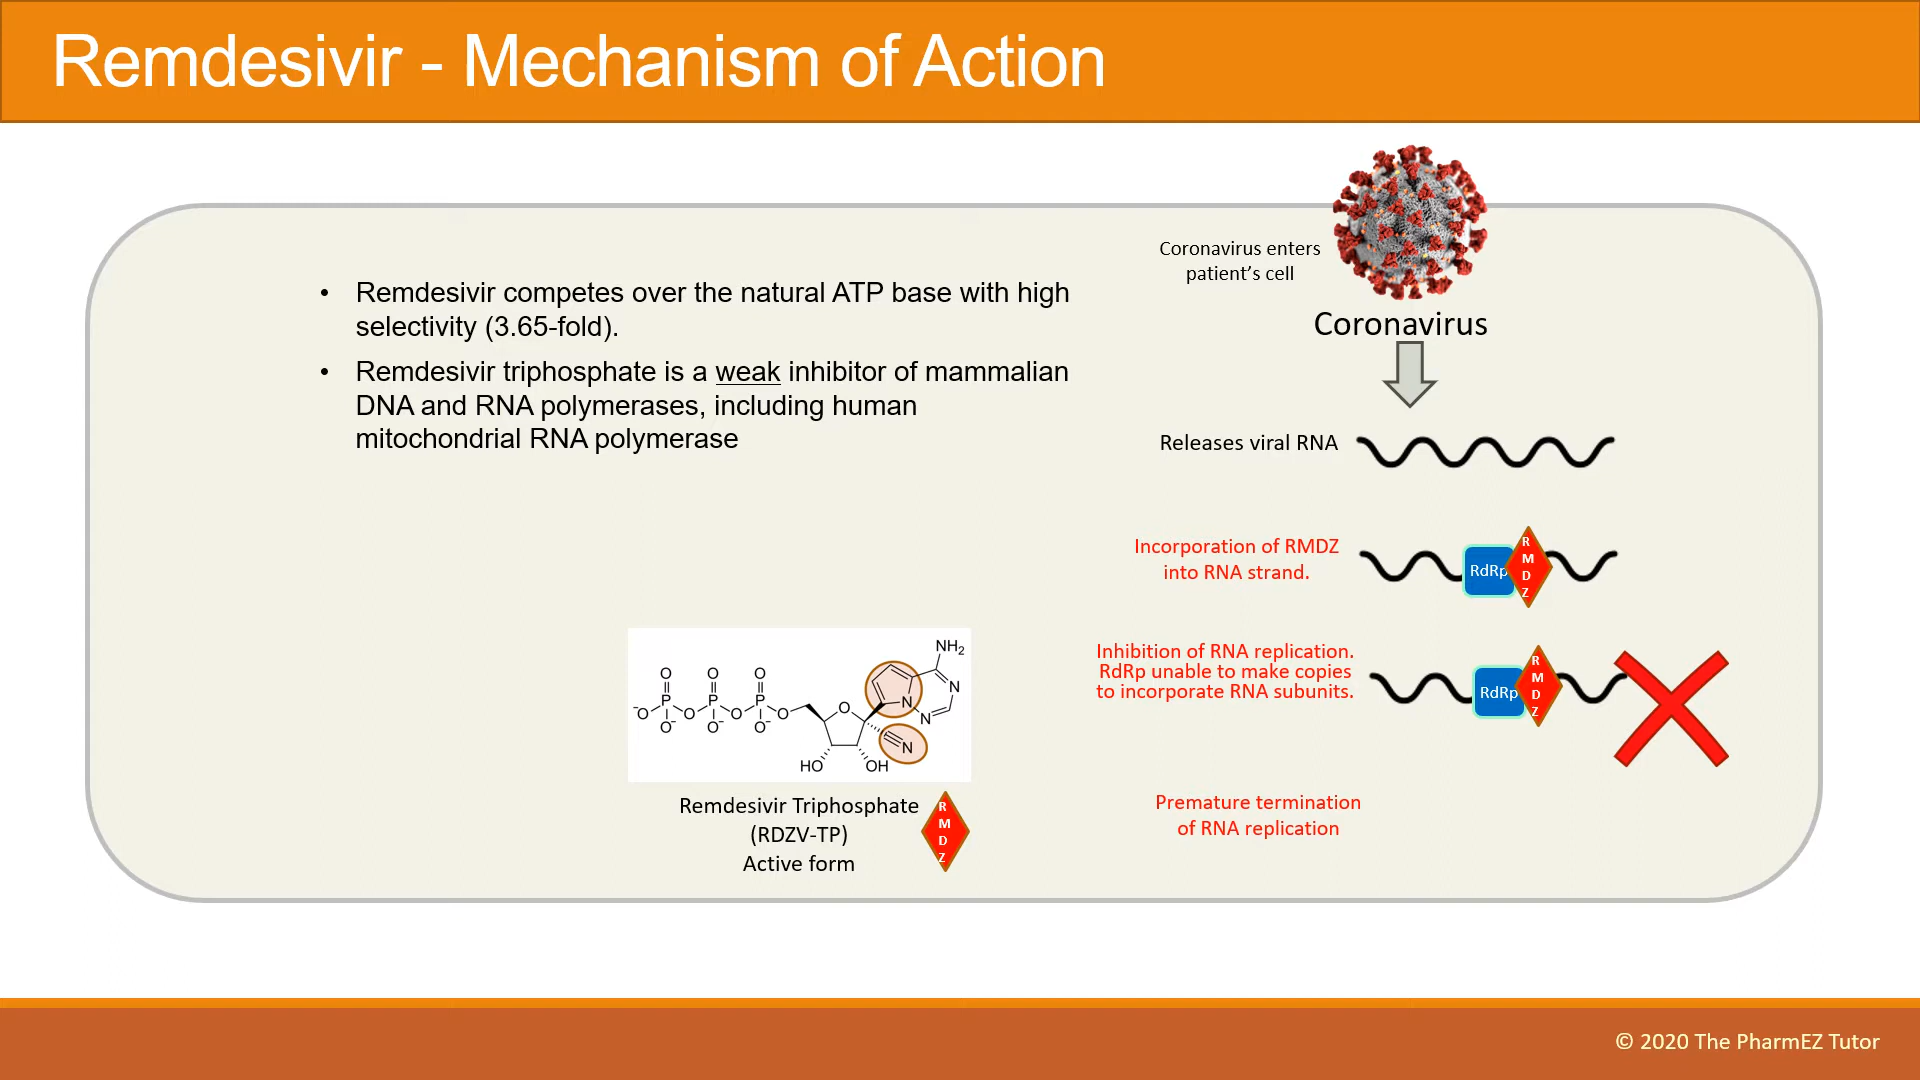 Remdesivir - Mechanism of Action
• Remdesivir competes over the natural ATP base with high
selectivity (3.65-fold).
• Remdesivir triphosphate is a weak inhibitor of mammalian
DNA and RNA polymerases, including human
mitochondrial RNA polymerase
Coronavirus enters
patient's cell
Coronavirus
Releases viral RNA
Incorporation of RMDZ
into RNA strand.
RdRp
R
M
D
Z
Inhibition of RNA replication.
RdRp unable to make copies
to incorporate RNA subunits.
RdRp
R
M
D
Z
Premature termination
of RNA replication
NH₂
O O O
⁻O P O P O P O O N N
O⁻ O⁻ O⁻ N
N
HO OH
Remdesivir Triphosphate
(RDZV-TP)
Active form
R
M
D
Z
© 2020 The PharmEZ Tutor